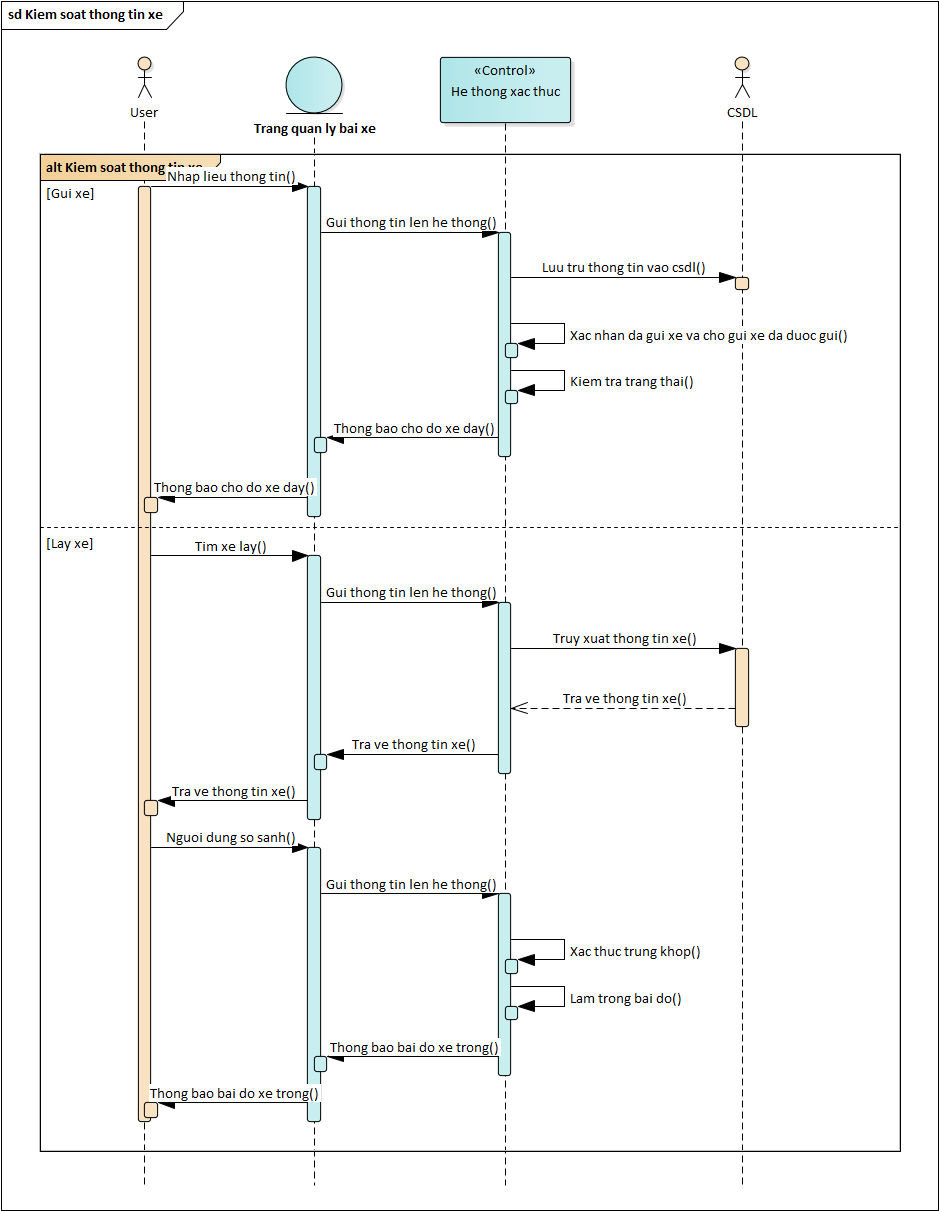 sd Kiem soat thong tin xe
«Control»
He thong xac thuc
User
CSDL
Trang quan ly bai xe
alt Kiem soat thong tin xe
Nhap lieu thong tin()
[Gui xe]
Gui thong tin len he thong()
Luu tru thong tin vao csdl()
Xac nhan da gui xe va cho gui xe da duoc gui()
Kiem tra trang thai()
Thong bao cho do xe day()
Thong bao cho do xe day()
[Lay xe]
Tim xe lay()
Gui thong tin len he thong()
Truy xuat thong tin xe()
Tra ve thong tin xe()
Tra ve thong tin xe()
Tra ve thong tin xe()
Nguoi dung so sanh()
Gui thong tin len he thong()
Xac thuc trung khop()
Lam trong bai do()
Thong bao bai do xe trong()
Thong bao bai do xe trong()